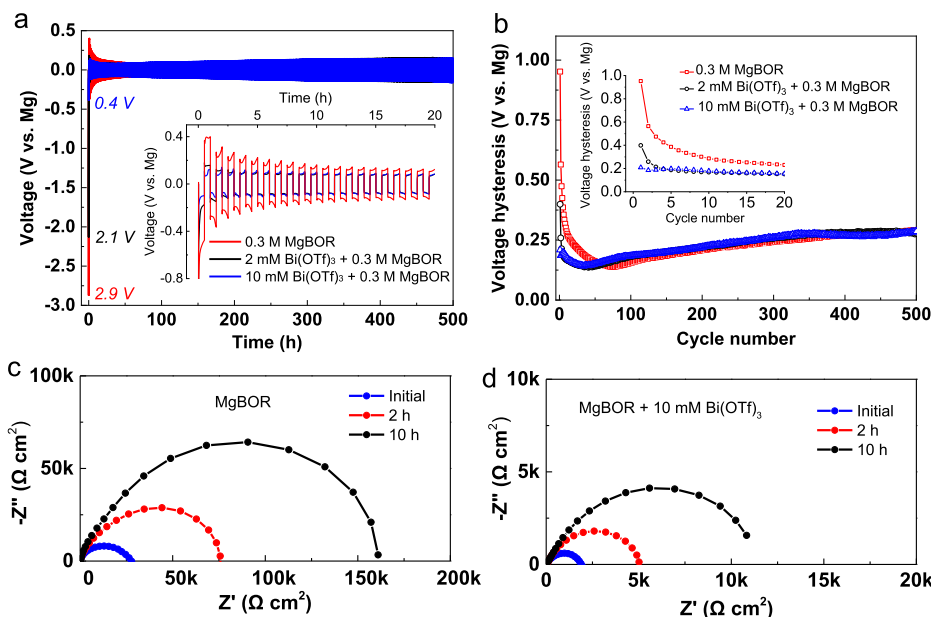 a
0.5
0.0
-0.5
-1.0
-1.5
-2.0
-2.5
-3.0
Voltage (V vs. Mg)
0.4 V
2.1 V
2.9 V
0 100 200 300 400 500
Time (h)
Time (h)
0 5 10 15 20
0.4
0.0
-0.4
-0.8
Voltage (V vs. Mg)
0.3 M MgBOR
2 mM Bi(OTf)₃ + 0.3 M MgBOR
10 mM Bi(OTf)₃ + 0.3 M MgBOR
b
1.00
0.75
0.50
0.25
0.00
Voltage hysteresis (V vs. Mg)
0 100 200 300 400 500
Cycle number
1.0
0.8
0.6
0.4
0.2
0.0
Voltage hysteresis (V vs. Mg)
0 5 10 15 20
Cycle number
0.3 M MgBOR
2 mM Bi(OTf)₃ + 0.3 M MgBOR
10 mM Bi(OTf)₃ + 0.3 M MgBOR
c
100k
50k
0
-Z'' (Ω cm²)
MgBOR
Initial
2 h
10 h
0 50k 100k 150k 200k
Z' (Ω cm²)
d
10k
5k
0
-Z'' (Ω cm²)
MgBOR + 10 mM Bi(OTf)₃
Initial
2 h
10 h
0 5k 10k 15k 20k
Z' (Ω cm²)